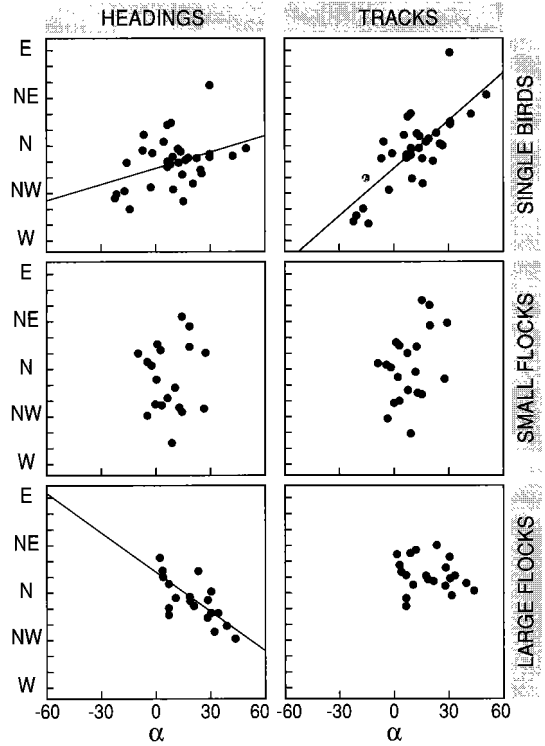 HEADINGS TRACKS
E
NE
N
NW
W
SINGLE BIRDS
E
NE
N
NW
W
SMALL FLOCKS
E
NE
N
NW
W
LARGE FLOCKS
-60 -30 0 30 60 -60 -30 0 30 60
α α